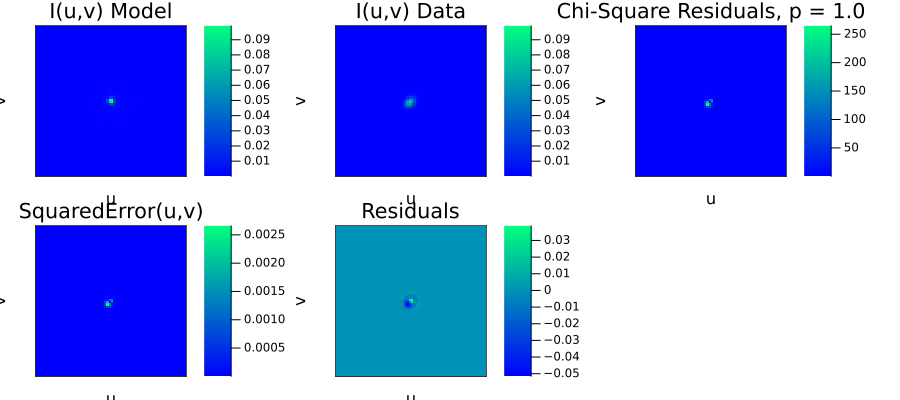 I(u,v) Model
v
0.09
0.08
0.07
0.06
0.05
0.04
0.03
0.02
0.01
u
I(u,v) Data
v
0.09
0.08
0.07
0.06
0.05
0.04
0.03
0.02
0.01
u
Chi-Square Residuals, p = 1.0
v
250
200
150
100
50
u
SquaredError(u,v)
v
0.0025
0.0020
0.0015
0.0010
0.0005
u
Residuals
v
0.03
0.02
0.01
0
−0.01
−0.02
−0.03
−0.04
−0.05
u